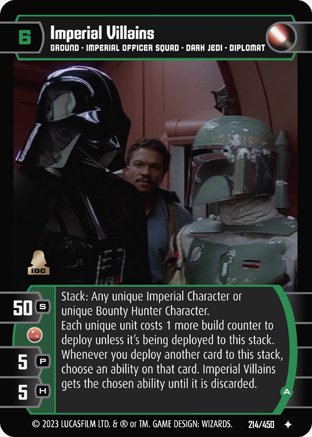 6
Imperial Villains
GROUND - IMPERIAL OFFICER SQUAD - DARK JEDI - DIPLOMAT
IDC
50 S
5 P
5 H
Stack: Any unique Imperial Character or
unique Bounty Hunter Character.
Each unique unit costs 1 more build counter to
deploy unless it's being deployed to this stack.
Whenever you deploy another card to this stack,
choose an ability on that card. Imperial Villains
gets the chosen ability until it is discarded.
A
© 2023 LUCASFILM LTD. & ® or TM. GAME DESIGN: WIZARDS. 214/450